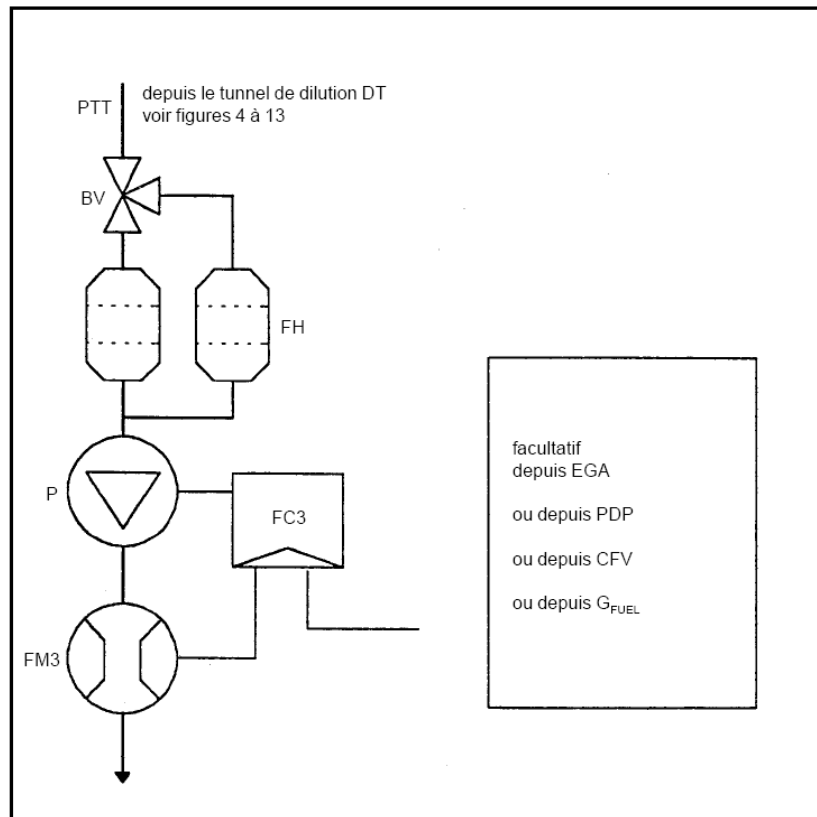 depuis le tunnel de dilution DT
PTT
voir figures 4 à 13
BV
FH
facultatif
depuis EGA
P
FC3
ou depuis PDP
ou depuis CFV
ou depuis G_FUEL
FM3